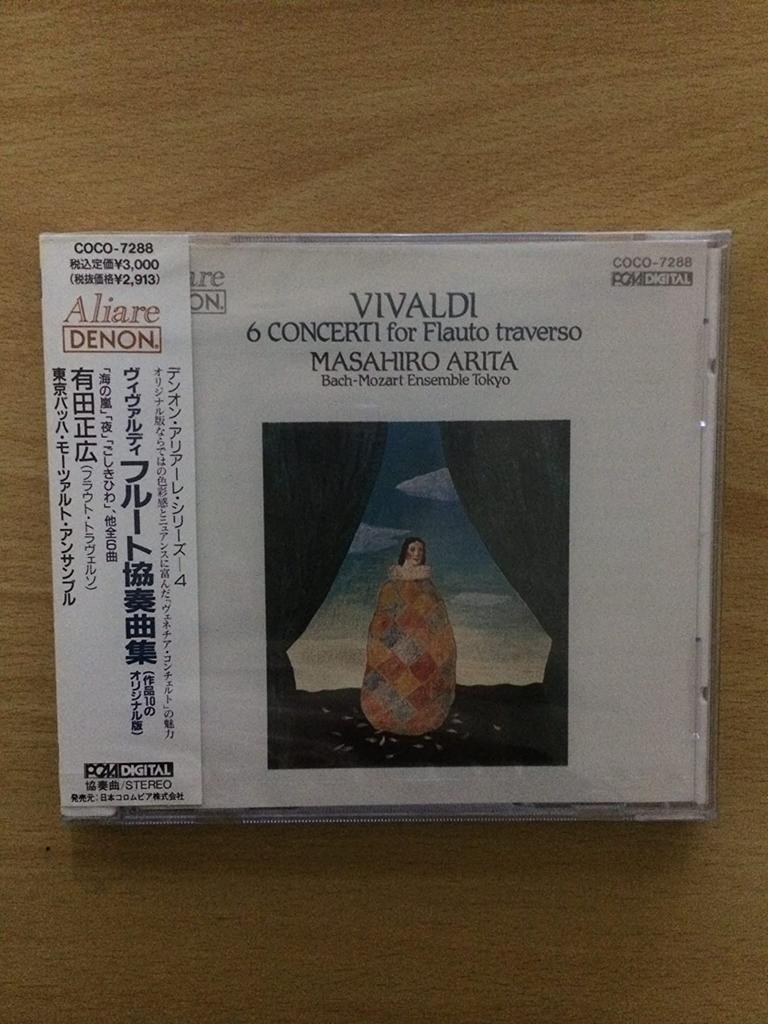 COCO-7288
税込定価¥3,000
(税抜価格¥2,913)
Aliare
DENON.
デンオン・アリアーレ・シリーズ—4
オリジナル版ならではの色彩感とニュアンスに富んだ「ヴェネチア・コンチェルト」の魅力
ヴィヴァルディ フルート協奏曲集(作品10のオリジナル版)
「海の嵐」「夜」「ごしきひわ」、他全6曲
有田正広(フラウト・トラヴェルソ)
東京バッハ・モーツァルト・アンサンブル
PCM DIGITAL
協奏曲/STEREO
発売元:日本コロムビア株式会社
COCO-7288
PCM DIGITAL
VIVALDI
6 CONCERTI for Flauto traverso
MASAHIRO ARITA
Bach-Mozart Ensemble Tokyo